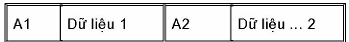 A1 Dữ liệu 1 A2 Dữ liệu ... 2